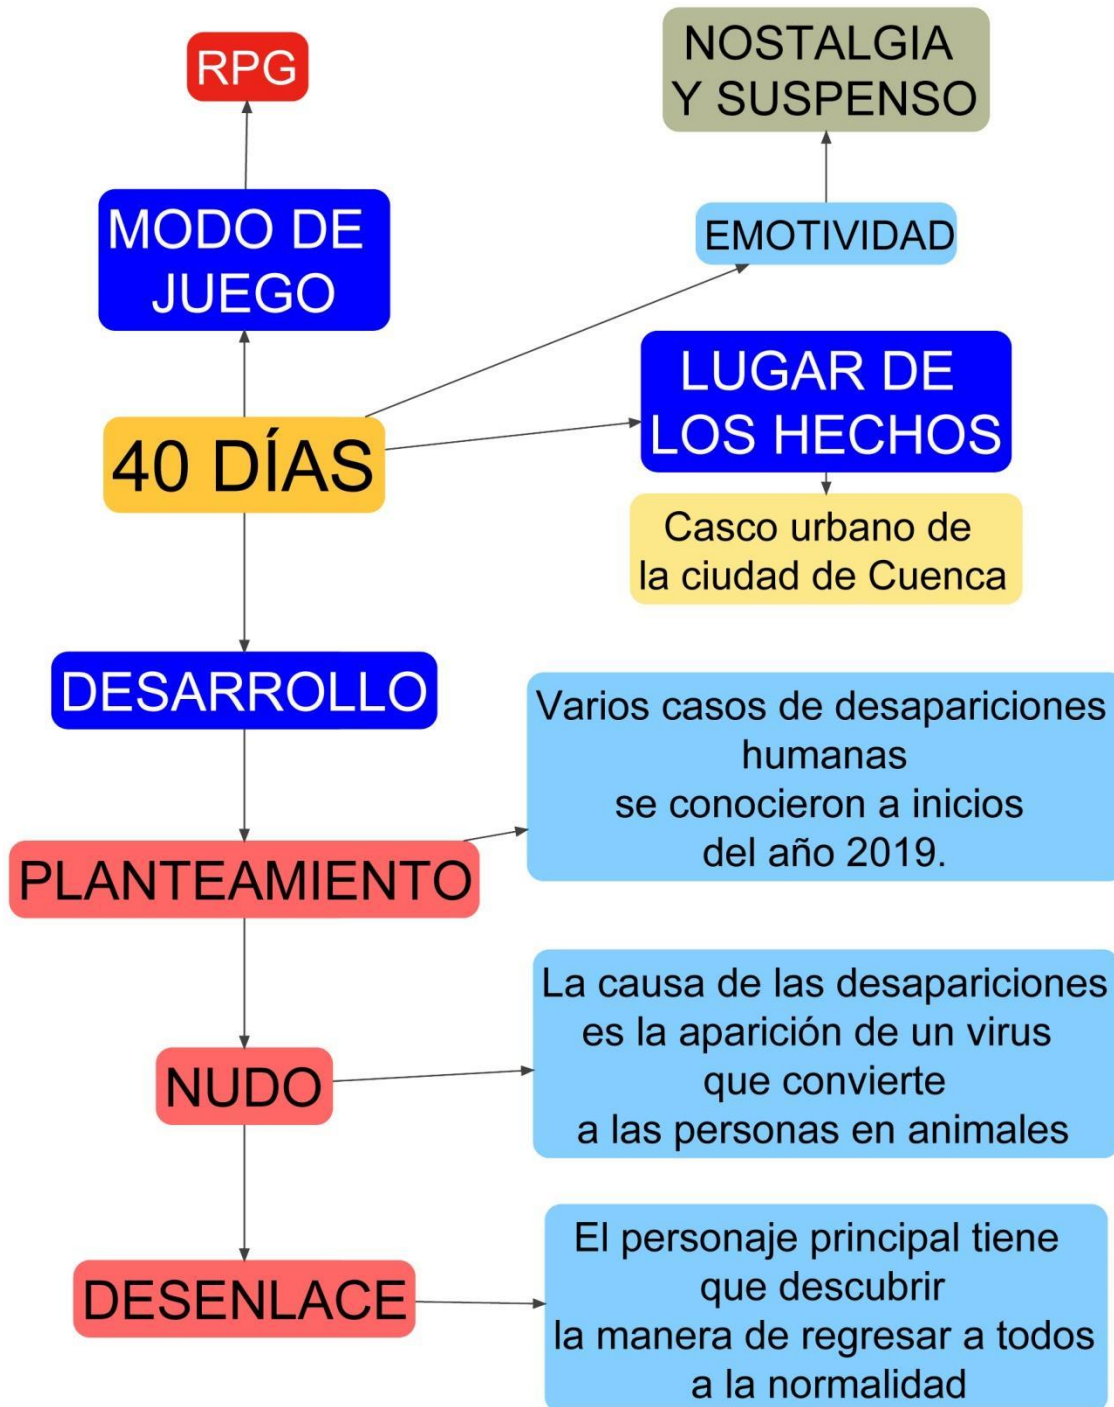 RPG
NOSTALGIA
Y SUSPENSO
MODO DE
JUEGO
EMOTIVIDAD
LUGAR DE
LOS HECHOS
40 DÍAS
Casco urbano de
la ciudad de Cuenca
DESARROLLO
Varios casos de desapariciones
humanas
se conocieron a inicios
del año 2019.
PLANTEAMIENTO
La causa de las desapariciones
es la aparición de un virus
que convierte
a las personas en animales
NUDO
El personaje principal tiene
que descubrir
la manera de regresar a todos
a la normalidad
DESENLACE